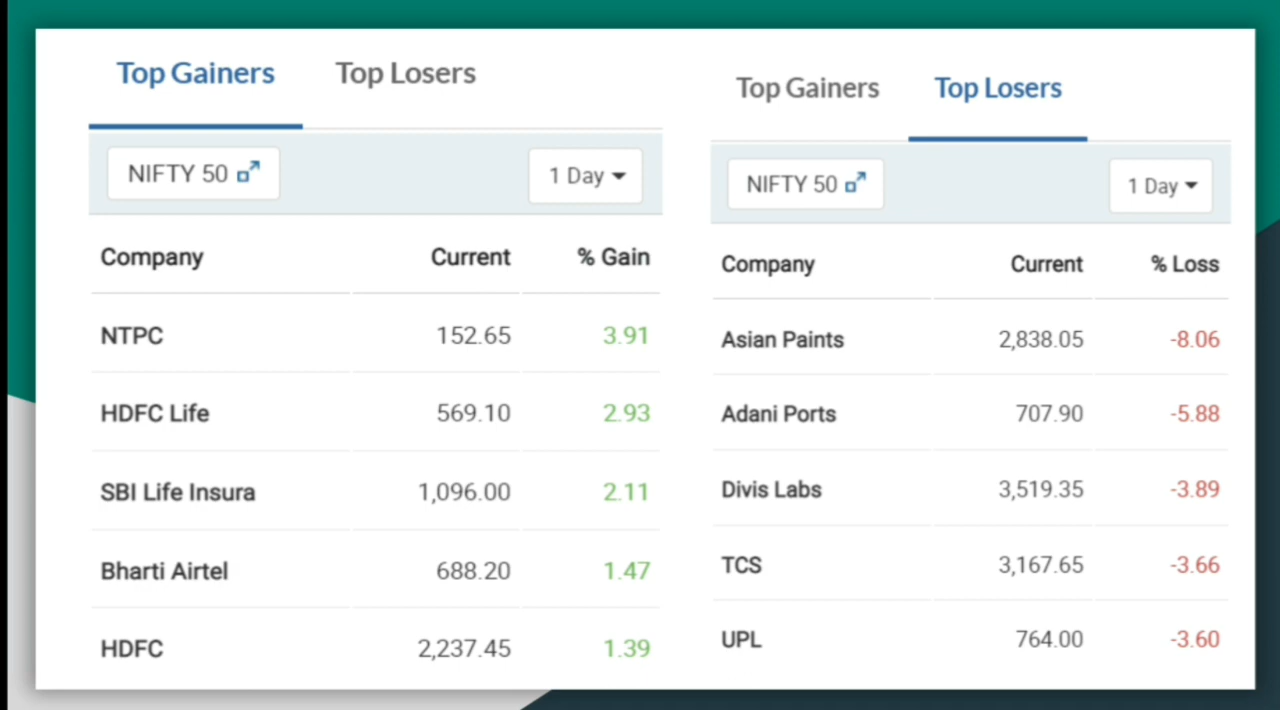 Top Gainers Top Losers
NIFTY 50 1 Day
Company Current % Gain
NTPC 152.65 3.91
HDFC Life 569.10 2.93
SBI Life Insura 1,096.00 2.11
Bharti Airtel 688.20 1.47
HDFC 2,237.45 1.39
Top Gainers Top Losers
NIFTY 50 1 Day
Company Current % Loss
Asian Paints 2,838.05 -8.06
Adani Ports 707.90 -5.88
Divis Labs 3,519.35 -3.89
TCS 3,167.65 -3.66
UPL 764.00 -3.60